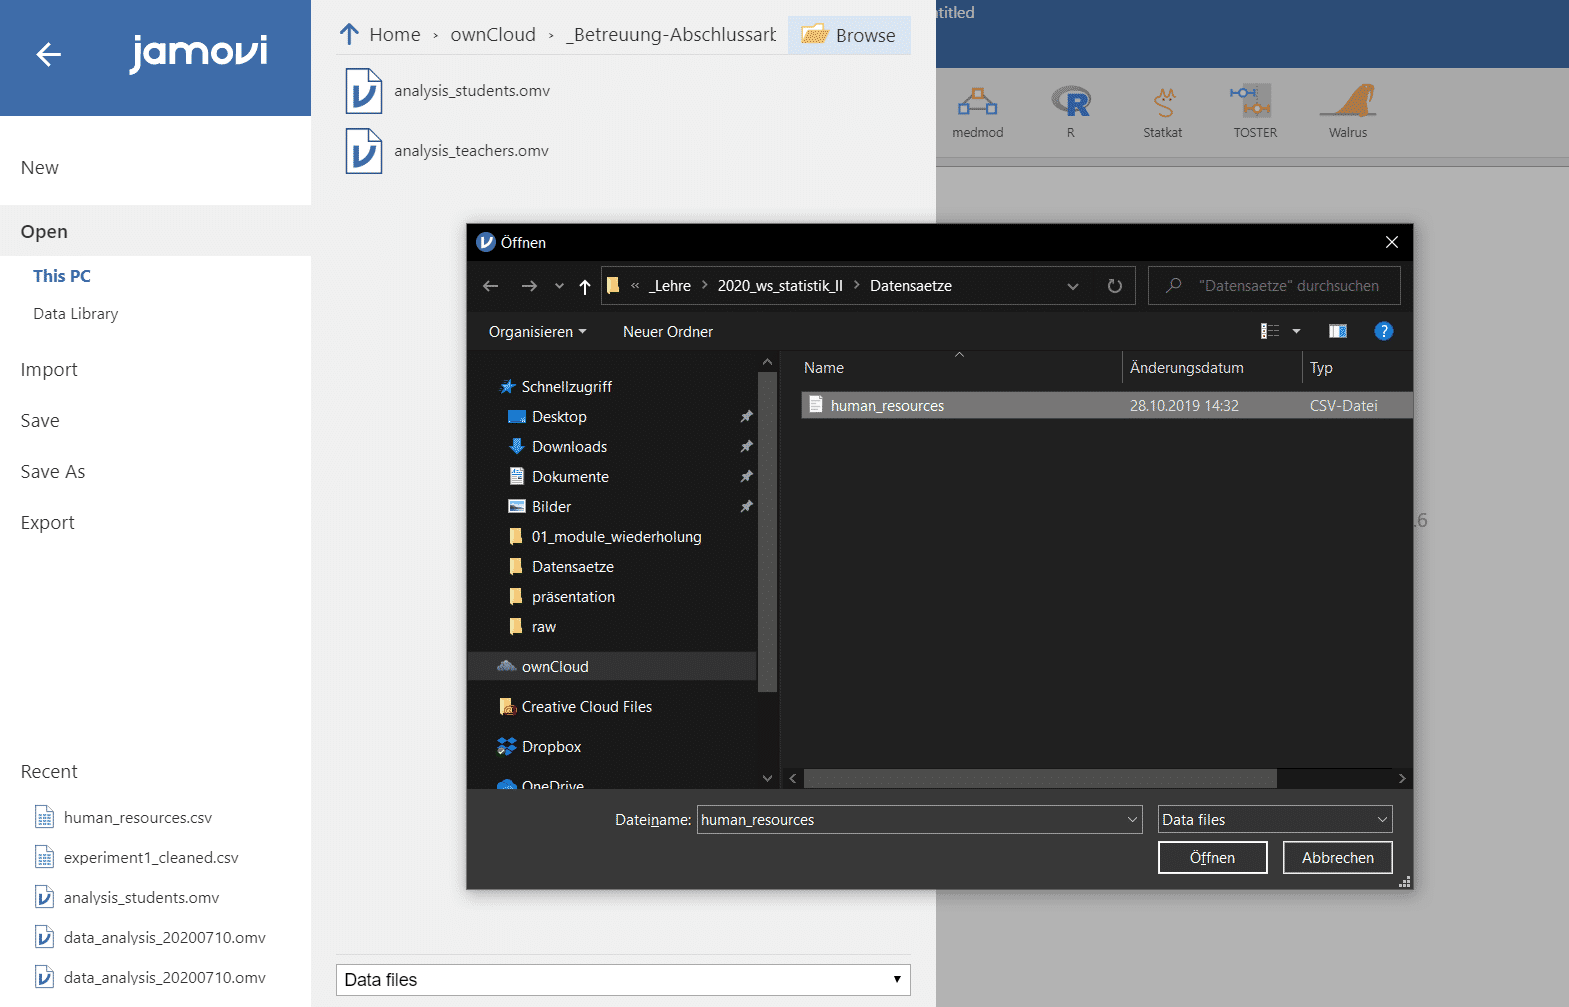 jamovi
New
Open
This PC
Data Library
Import
Save
Save As
Export
Recent
human_resources.csv
experiment1_cleaned.csv
analysis_students.omv
data_analysis_20200710.omv
data_analysis_20200710.omv
Home › ownCloud › _Betreuung-Abschlussarb
Browse
analysis_students.omv
analysis_teachers.omv
Data files
titled
medmod
R
Statkat
TOSTER
Walrus
.6
Öffnen
« _Lehre › 2020_ws_statistik_II › Datensaetze
"Datensaetze" durchsuchen
Organisieren
Neuer Ordner
Schnellzugriff
Desktop
Downloads
Dokumente
Bilder
01_module_wiederholung
Datensaetze
präsentation
raw
ownCloud
Creative Cloud Files
Dropbox
OneDrive
Name Änderungsdatum Typ
human_resources 28.10.2019 14:32 CSV-Datei
Dateiname: human_resources
Data files
Öffnen
Abbrechen